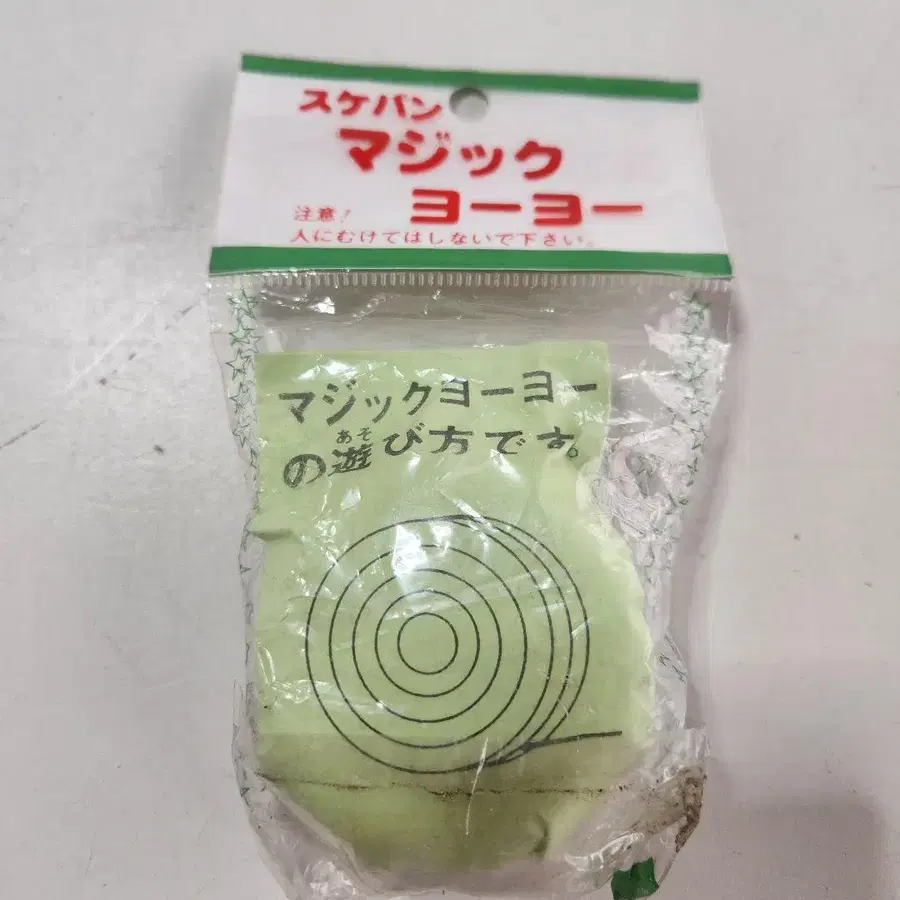 スケバン
マジック
ヨーヨー
注意!
人にむけてはしないで下さい。
マジックヨーヨー
あそ
の遊び方です。